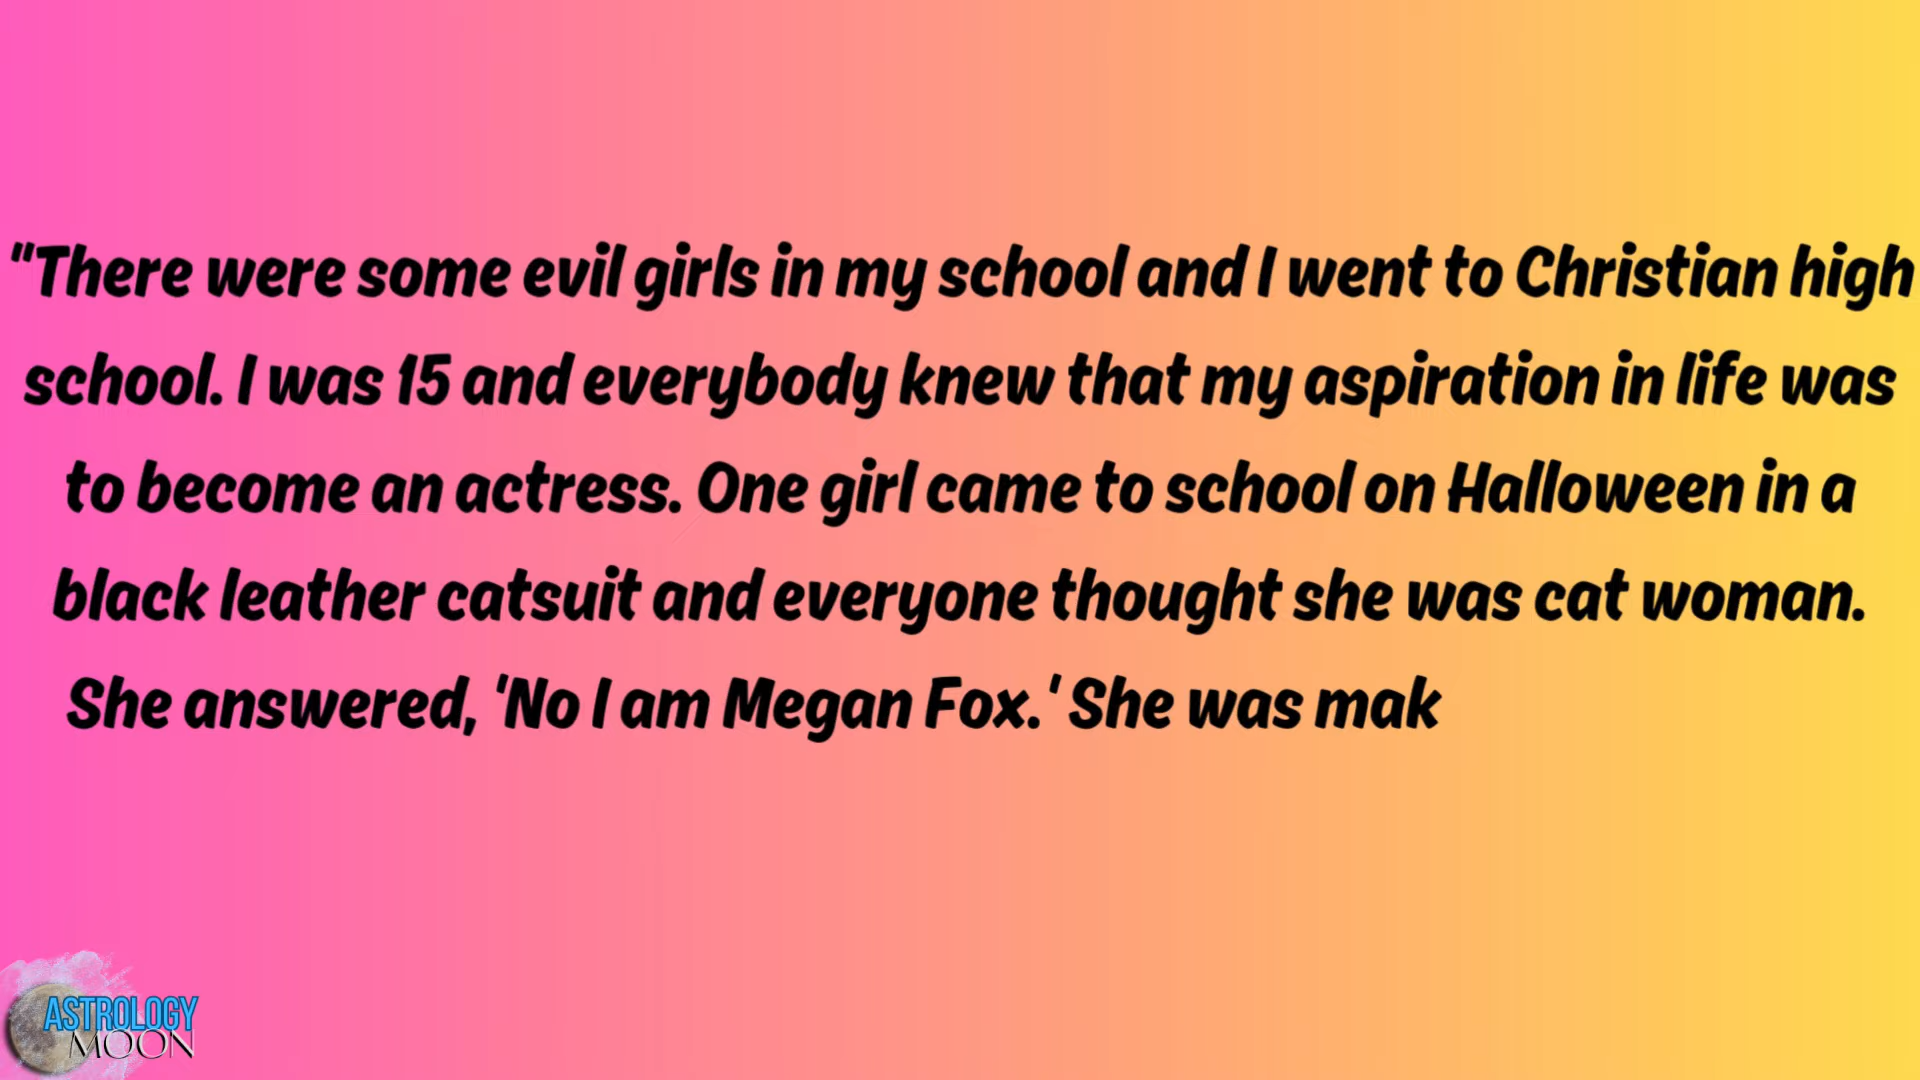 "There were some evil girls in my school and I went to Christian high
school. I was 15 and everybody knew that my aspiration in life was
to become an actress. One girl came to school on Halloween in a
black leather catsuit and everyone thought she was cat woman.
She answered, 'No I am Megan Fox.' She was mak
ASTROLOGY
MOON